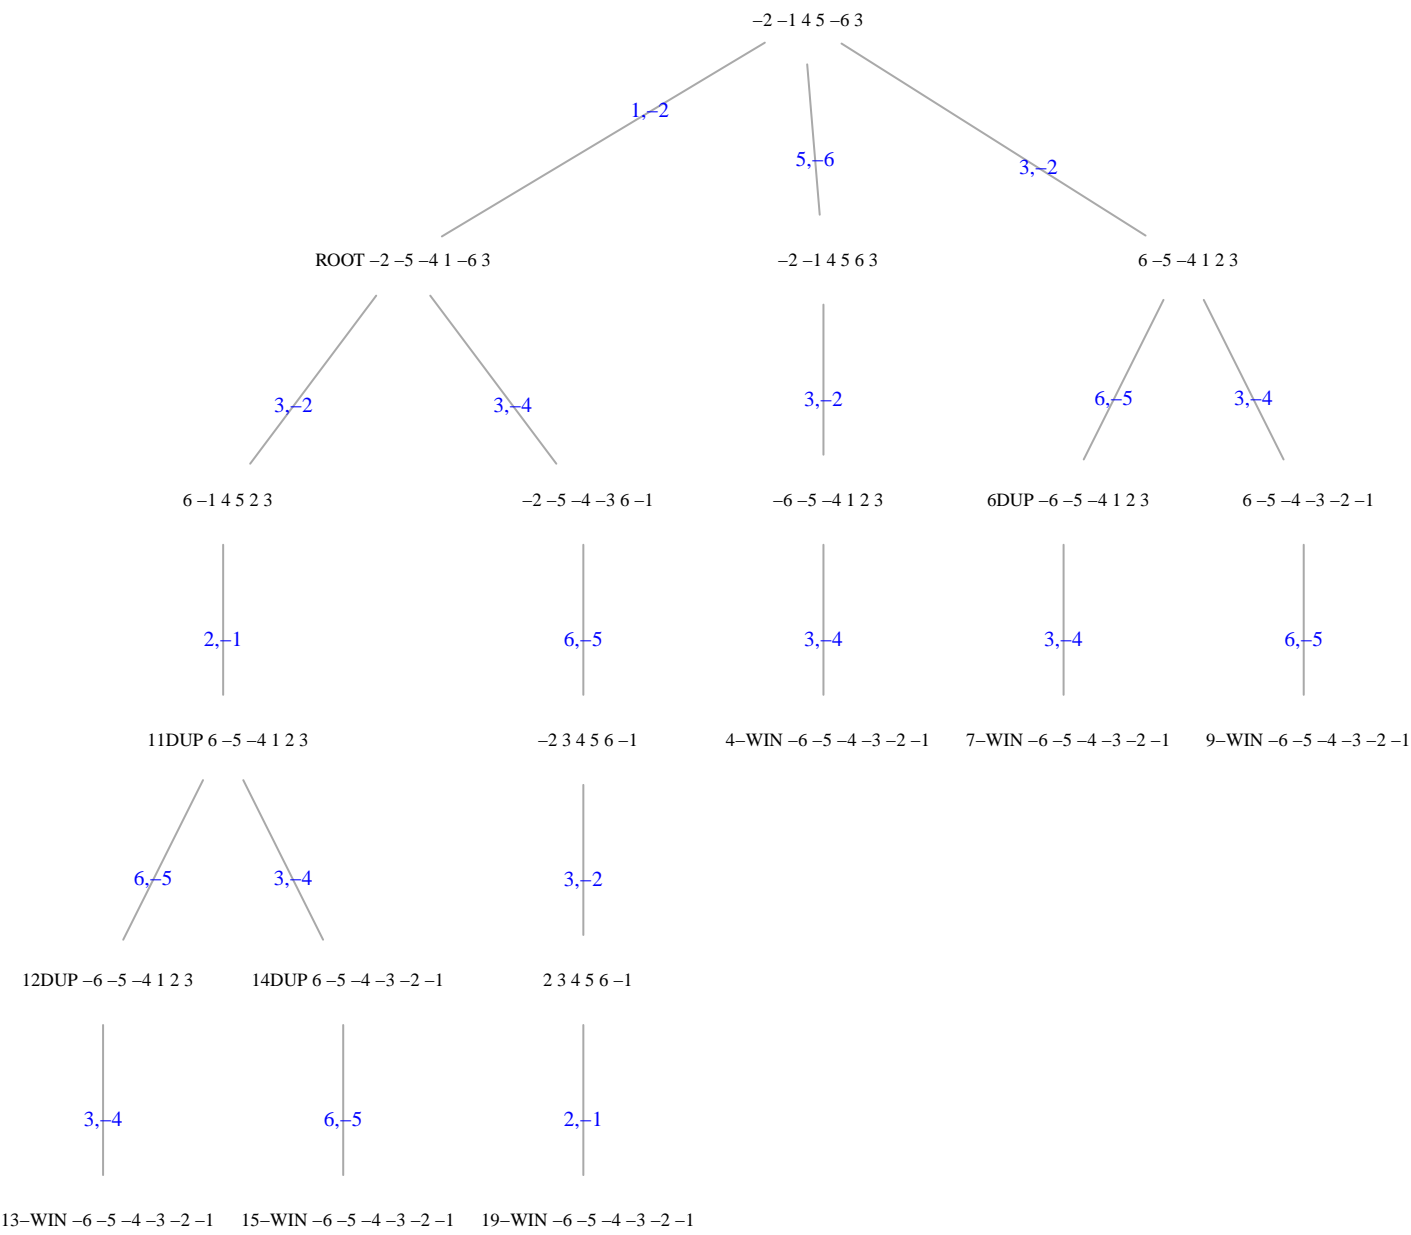 –2 –1 4 5 –6 3
1,–2
5,–6
3,–2
ROOT –2 –5 –4 1 –6 3
–2 –1 4 5 6 3
6 –5 –4 1 2 3
3,–2
3,–4
3,–2
6,–5
3,–4
6 –1 4 5 2 3
–2 –5 –4 –3 6 –1
–6 –5 –4 1 2 3
6DUP –6 –5 –4 1 2 3
6 –5 –4 –3 –2 –1
2,–1
6,–5
3,–4
3,–4
6,–5
11DUP 6 –5 –4 1 2 3
–2 3 4 5 6 –1
4–WIN –6 –5 –4 –3 –2 –1
7–WIN –6 –5 –4 –3 –2 –1
9–WIN –6 –5 –4 –3 –2 –1
6,–5
3,–4
3,–2
12DUP –6 –5 –4 1 2 3
14DUP 6 –5 –4 –3 –2 –1
2 3 4 5 6 –1
3,–4
6,–5
2,–1
13–WIN –6 –5 –4 –3 –2 –1
15–WIN –6 –5 –4 –3 –2 –1
19–WIN –6 –5 –4 –3 –2 –1